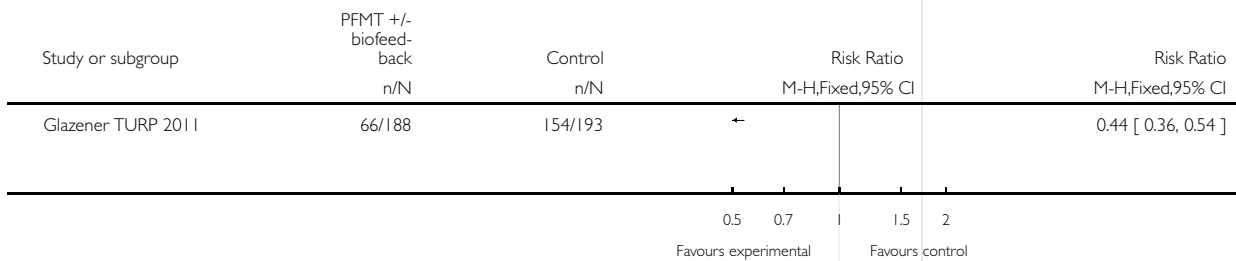 PFMT +/-
biofeed-
Study or subgroup back Control Risk Ratio Risk Ratio
n/N n/N M-H,Fixed,95% CI M-H,Fixed,95% CI
Glazener TURP 2011 66/188 154/193 0.44 [ 0.36, 0.54 ]
0.5 0.7 1 1.5 2
Favours experimental Favours control